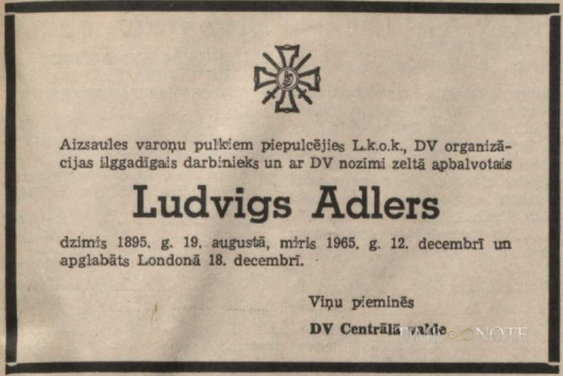 Aizsaules varoņu pulkiem piepulcējies L.k.o.k., DV organizā-
cijas ilggadīgais darbinieks un ar DV nozīmi zeltā apbalvotais
Ludvigs Adlers
dzimis 1895. g. 19. augustā, miris 1965. g. 12. decembrī un
apglabāts Londonā 18. decembrī.
Viņu pieminēs
DV Centrālā valde
TIMENOTE